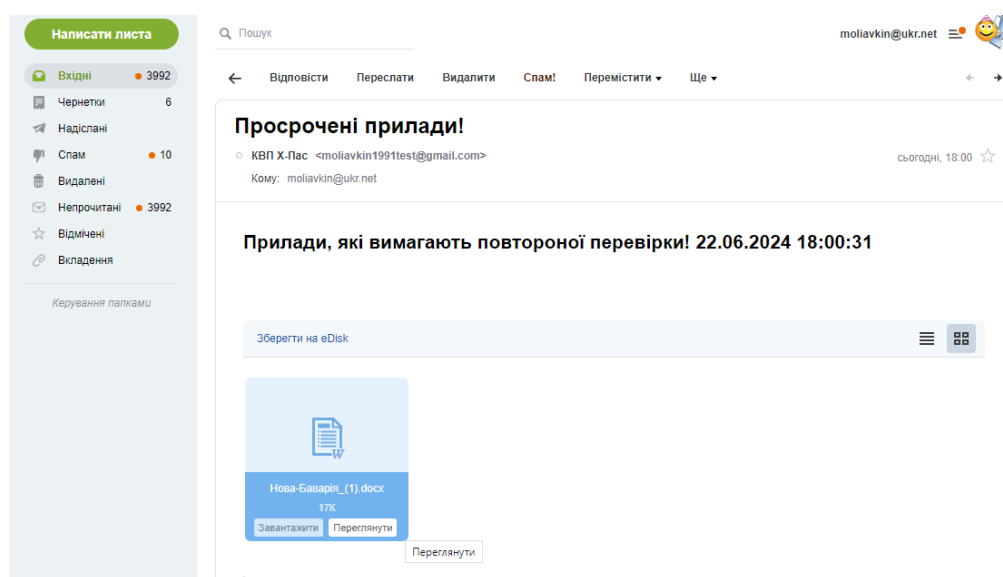 Написати листа
Пошук
moliavkin@ukr.net
Вхідні 3992
Чернетки 6
Надіслані
Спам 10
Видалені
Непрочитані 3992
Відмічені
Вкладення
Керування папками
Відповісти Переслати Видалити Спам! Перемістити Ще
Просрочені прилади!
КВП Х-Пас <moliavkin1991test@gmail.com>
сьогодні, 18:00
Кому: moliavkin@ukr.net
Прилади, які вимагають повтороної перевірки! 22.06.2024 18:00:31
Зберегти на eDisk
W
Нова-Баварія_(1).docx
17K
Завантажити Переглянути
Переглянути